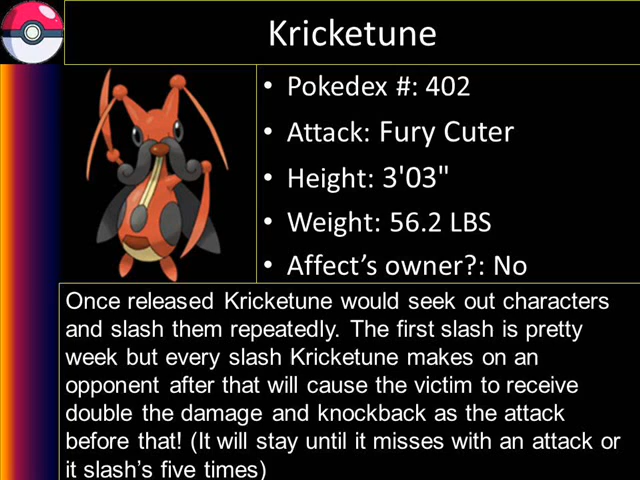 Kricketune
• Pokedex #: 402
• Attack: Fury Cuter
• Height: 3'03"
• Weight: 56.2 LBS
• Affect’s owner?: No
Once released Kricketune would seek out characters
and slash them repeatedly. The first slash is pretty
week but every slash Kricketune makes on an
opponent after that will cause the victim to receive
double the damage and knockback as the attack
before that! (It will stay until it misses with an attack or
it slash’s five times)